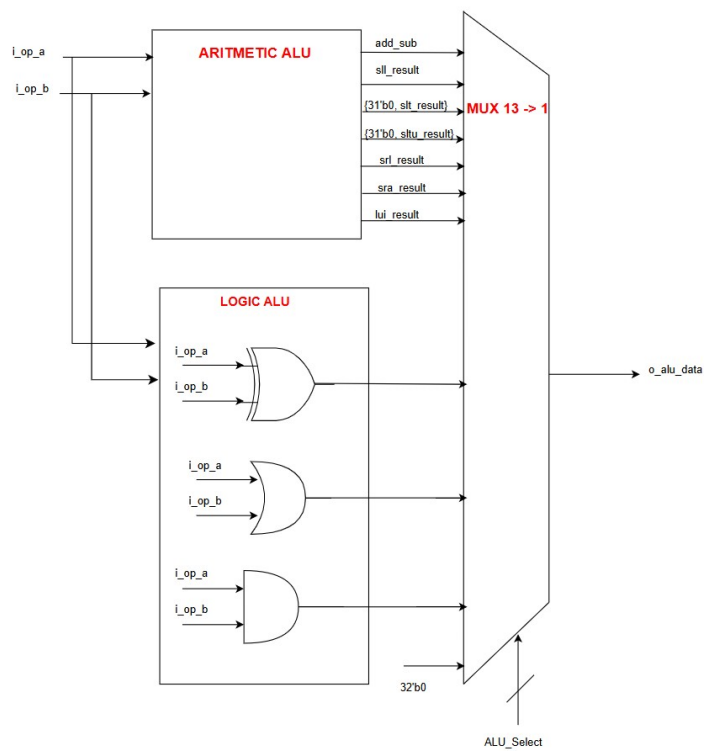 i_op_a
i_op_b
ARITMETIC ALU
add_sub
sll_result
{31'b0, slt_result}
{31'b0, sltu_result}
srl_result
sra_result
lui_result
MUX 13 -> 1
LOGIC ALU
i_op_a
i_op_b
i_op_a
i_op_b
i_op_a
i_op_b
32'b0
o_alu_data
ALU_Select